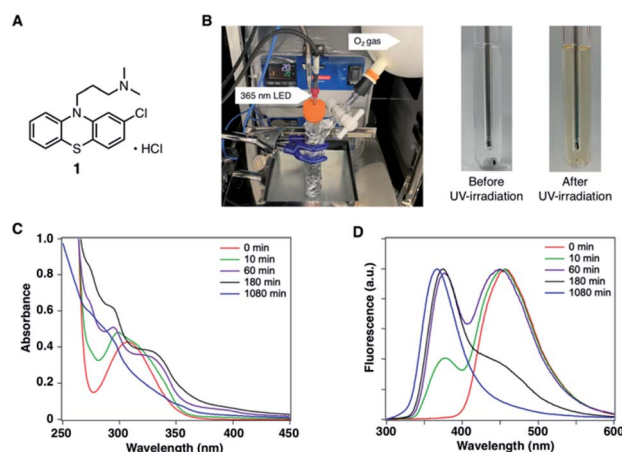 A
N
N
10
2
Cl
S
• HCl
1
B
O2 gas
365 nm LED
Before
UV-irradiation
After
UV-irradiation
C
1.0
0.8
0.6
0.4
0.2
0
Absorbance
0 min
10 min
60 min
180 min
1080 min
250
300
350
400
450
Wavelength (nm)
D
Fluorescence (a.u.)
0 min
10 min
60 min
180 min
1080 min
300
400
500
600
Wavelength (nm)